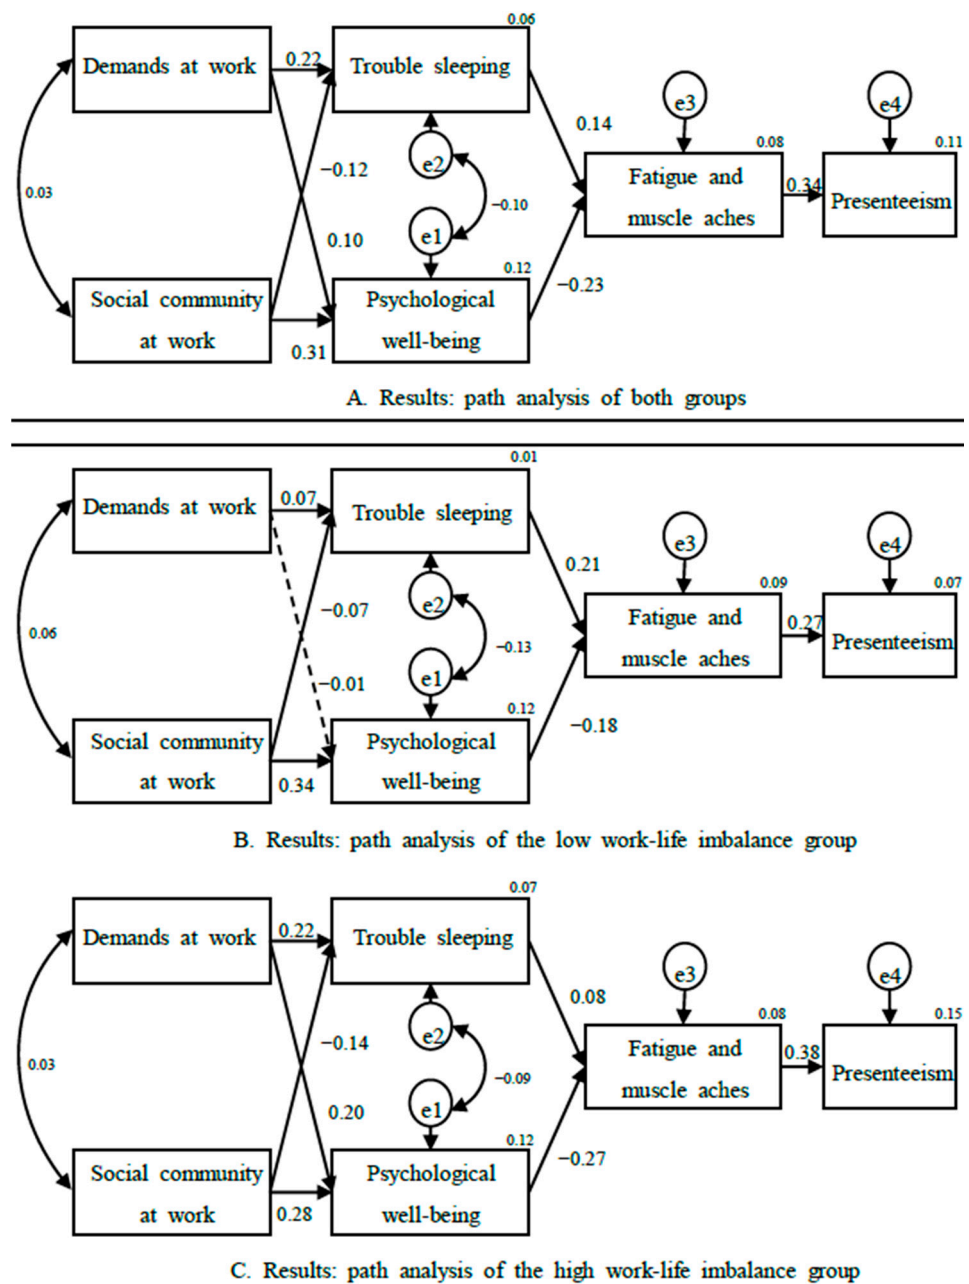 0.06
Demands at work
0.22
Trouble sleeping
e3
e4
0.14
0.08
0.11
e2
−0.12
Fatigue and
muscle aches
0.34
Presenteeism
0.03
−0.10
e1
0.10
0.12
−0.23
Social community
at work
0.31
Psychological
well-being
A. Results: path analysis of both groups
0.01
Demands at work
0.07
Trouble sleeping
e3
e4
0.21
0.09
0.07
e2
−0.07
Fatigue and
muscle aches
0.27
Presenteeism
0.06
−0.13
e1
−0.01
0.12
−0.18
Social community
at work
0.34
Psychological
well-being
B. Results: path analysis of the low work-life imbalance group
0.07
Demands at work
0.22
Trouble sleeping
e3
e4
0.08
0.08
0.15
e2
−0.14
Fatigue and
muscle aches
0.38
Presenteeism
0.03
−0.09
e1
0.20
0.12
−0.27
Social community
at work
0.28
Psychological
well-being
C. Results: path analysis of the high work-life imbalance group